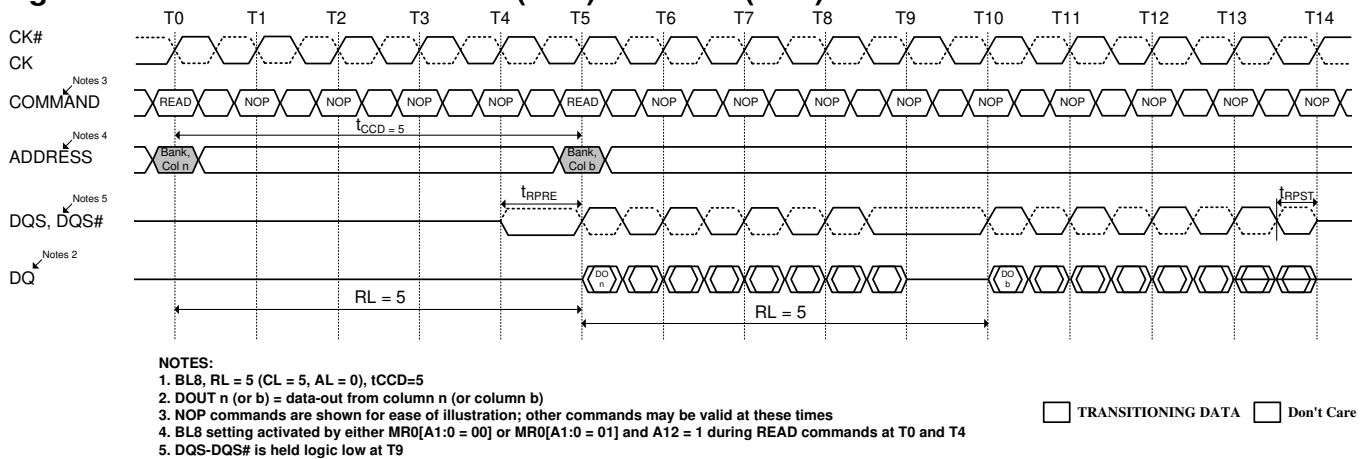 T0 T1 T2 T3 T4 T5 T6 T7 T8 T9 T10 T11 T12 T13 T14
CK#
CK
Notes 3
COMMAND READ NOP NOP NOP NOP READ NOP NOP NOP NOP NOP NOP NOP NOP NOP
tCCD = 5
Notes 4
ADDRESS Bank, Col n Bank, Col b
Notes 5
DQS, DQS# tRPRE tRPST
Notes 2
DQ DO n DO b
RL = 5
RL = 5
NOTES:
1. BL8, RL = 5 (CL = 5, AL = 0), tCCD=5
2. DOUT n (or b) = data-out from column n (or column b)
3. NOP commands are shown for ease of illustration; other commands may be valid at these times
4. BL8 setting activated by either MR0[A1:0 = 00] or MR0[A1:0 = 01] and A12 = 1 during READ commands at T0 and T4
5. DQS-DQS# is held logic low at T9
TRANSITIONING DATA Don't Care